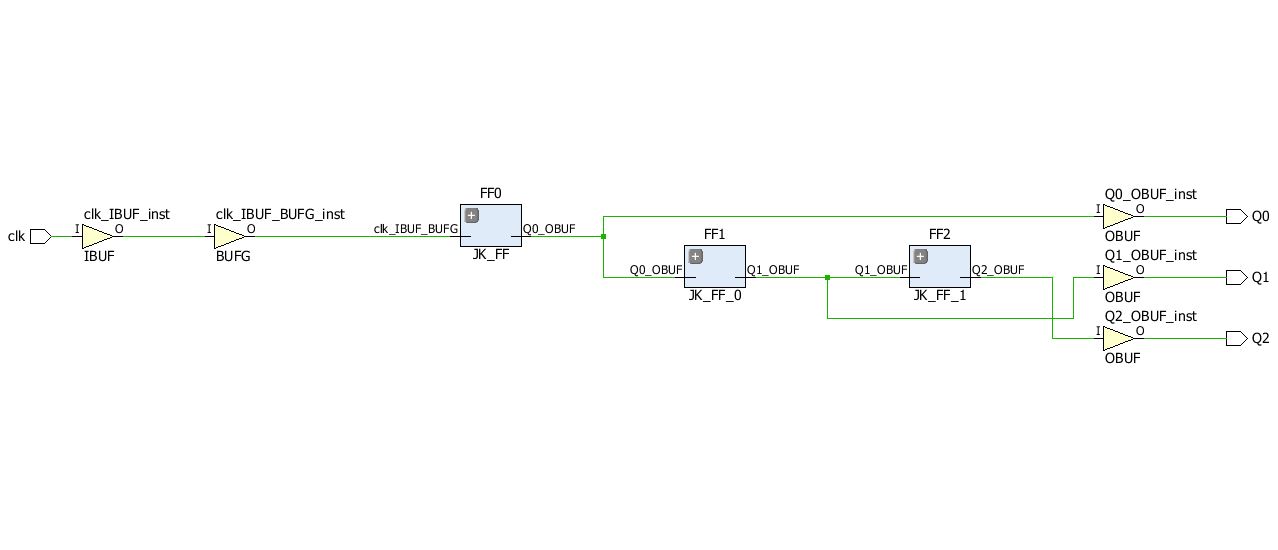 FF0
clk_IBUF_inst
clk_IBUF_BUFG_inst
Q0_OBUF_inst
clk
I
O
IBUF
I
O
BUFG
clk_IBUF_BUFG
+
Q0_OBUF
JK_FF
I
O
OBUF
Q0
FF1
Q0_OBUF
+
Q1_OBUF
JK_FF_0
FF2
Q1_OBUF
+
Q2_OBUF
JK_FF_1
Q1_OBUF_inst
I
O
OBUF
Q1
Q2_OBUF_inst
I
O
OBUF
Q2